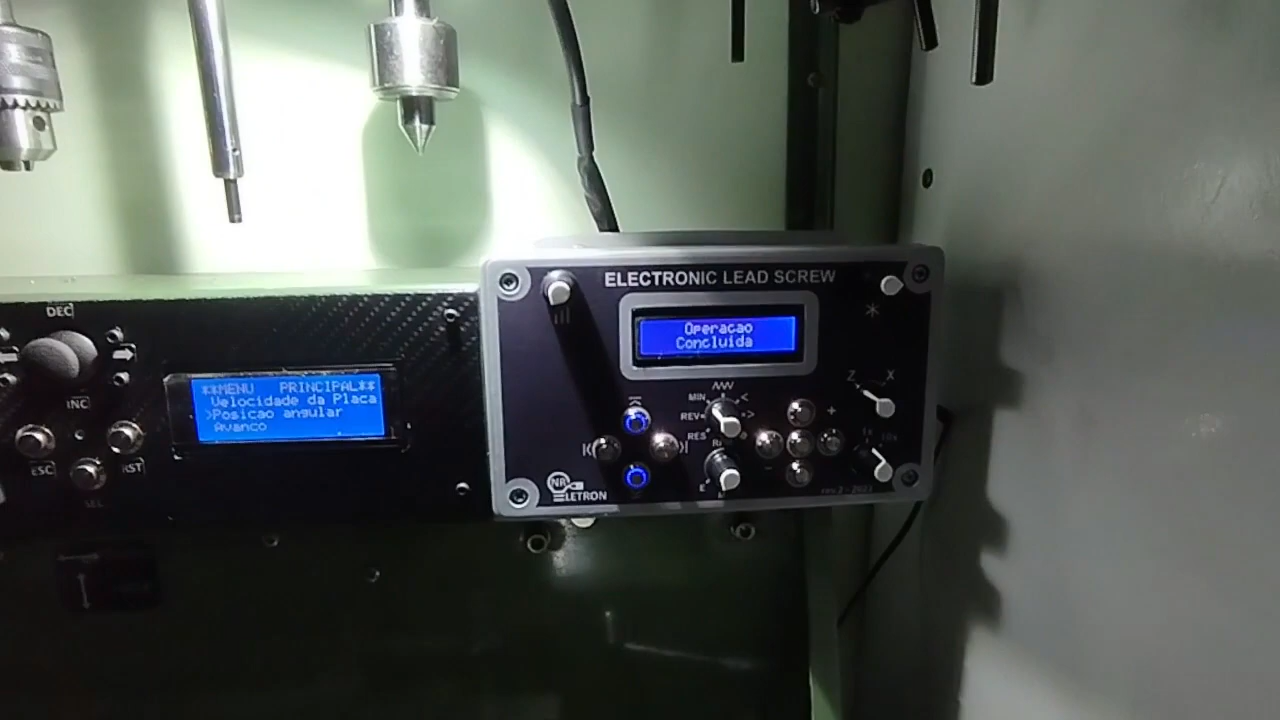 DEC
INC
ESC
RST
SEL
**MENU PRINCIPAL**
Velocidade da Placa
>Posicao angular
Avanco
ELECTRONIC LEAD SCREW
Operacao
Concluida
Z X
MIN <
REV >
RES
+
-
1x 10x
NR
ELETRON